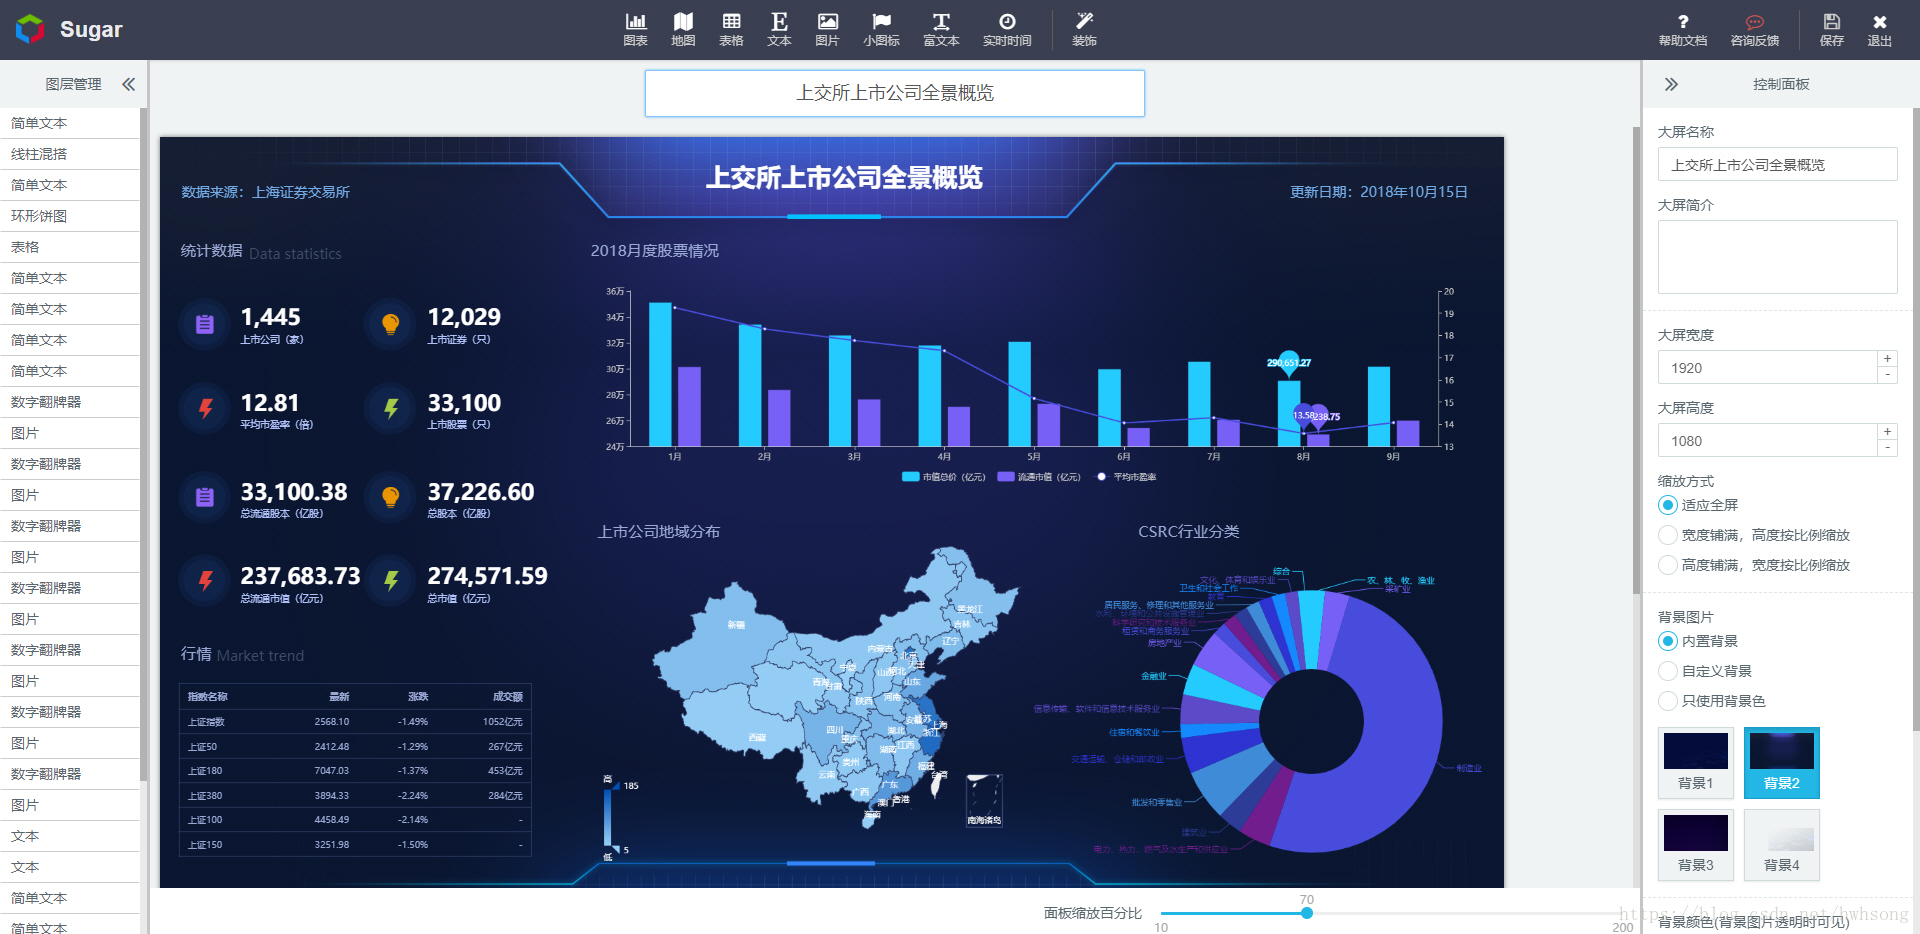 Sugar
图表 地图 表格 文本 图片 小图标 富文本 实时时间 装饰
帮助文档 咨询反馈 保存 退出
图层管理
简单文本
线柱混搭
简单文本
环形饼图
表格
简单文本
简单文本
简单文本
简单文本
数字翻牌器
图片
数字翻牌器
图片
数字翻牌器
图片
数字翻牌器
图片
数字翻牌器
图片
数字翻牌器
图片
数字翻牌器
图片
文本
文本
简单文本
简单文本
上交所上市公司全景概览
上交所上市公司全景概览
数据来源：上海证券交易所
更新日期：2018年10月15日
统计数据 Data statistics
1,445
上市公司（家）
12,029
上市证券（只）
12.81
平均市盈率（倍）
33,100
上市股票（只）
33,100.38
总流通股本（亿股）
37,226.60
总股本（亿股）
237,683.73
总流通市值（亿元）
274,571.59
总市值（亿元）
行情 Market trend
指数名称 最新 涨跌 成交额
上证指数 2568.10 -1.49% 1052亿元
上证50 2412.48 -1.29% 267亿元
上证180 7047.03 -1.37% 453亿元
上证380 3894.33 -2.24% 284亿元
上证100 4458.49 -2.14% -
上证150 3251.98 -1.50% -
2018月度股票情况
36万
34万
32万
30万
28万
26万
24万
20
19
18
17
16
15
14
13
290,651.27
13.58
238.75
1月 2月 3月 4月 5月 6月 7月 8月 9月
市值总价（亿元） 流通市值（亿元） 平均市盈率
上市公司地域分布
黑龙江
吉林
辽宁
新疆
内蒙古
北京
天津
宁夏
山西
河北
山东
青海
甘肃
陕西
河南
安徽
江苏
上海
四川
湖北
浙江
西藏
重庆
湖南
江西
贵州
福建
云南
台湾
广西
广东
澳门
香港
海南
南海诸岛
高
185
5
低
CSRC行业分类
综合
文化、体育和娱乐业
农、林、牧、渔业
卫生和社会工作
采矿业
教育
居民服务、修理和其他服务业
水利、环境和公共设施管理业
科学研究和技术服务业
租赁和商务服务业
房地产业
金融业
信息传输、软件和信息技术服务业
住宿和餐饮业
交通运输、仓储和邮政业
制造业
批发和零售业
建筑业
电力、热力、燃气及水生产和供应业
面板缩放百分比
70
10
200
控制面板
大屏名称
上交所上市公司全景概览
大屏简介
大屏宽度
1920
+
-
大屏高度
1080
+
-
缩放方式
适应全屏
宽度铺满，高度按比例缩放
高度铺满，宽度按比例缩放
背景图片
内置背景
自定义背景
只使用背景色
背景1 背景2
背景3 背景4
背景颜色(背景图片透明时可见)
https://blog.csdn.net/hwhsong